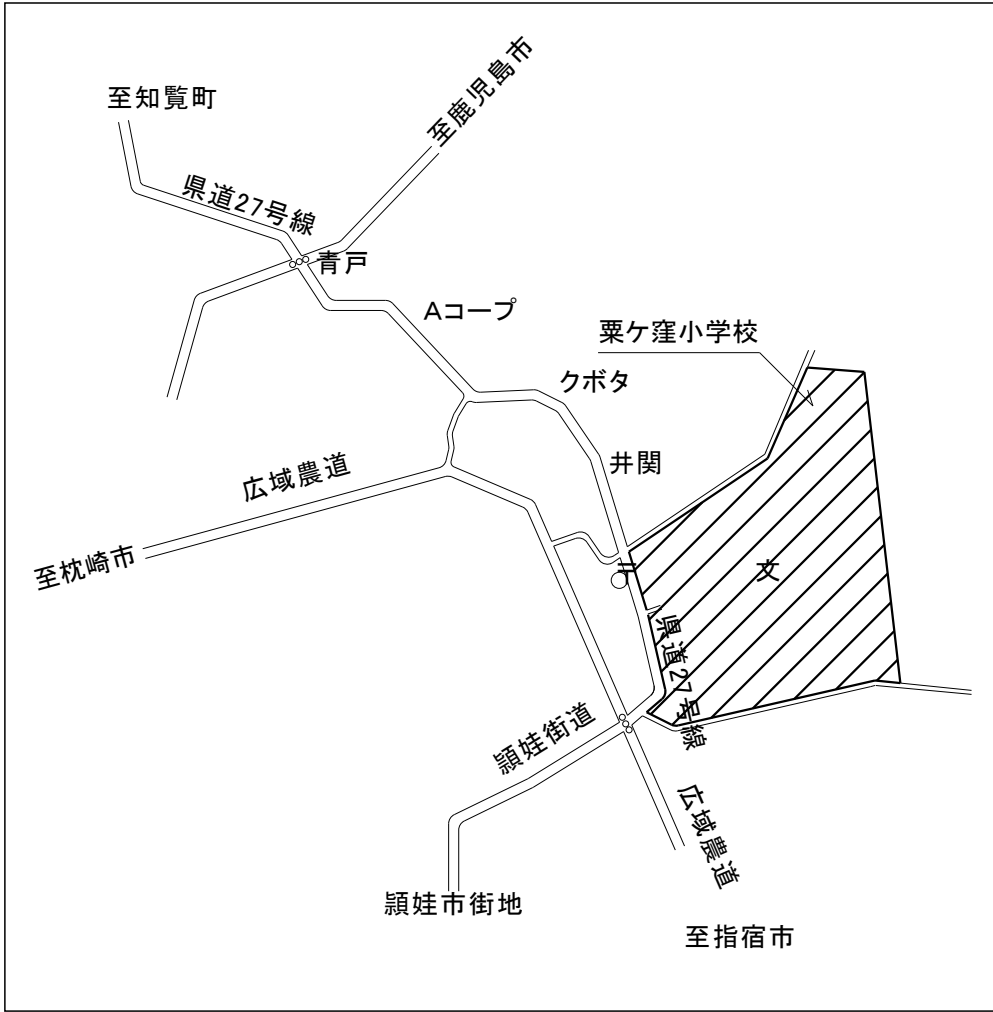 至知覧町
至鹿児島市
県道27号線
青戸
Aコープ
粟ケ窪小学校
クボタ
井関
広域農道
至枕崎市
〒
文
県道27号線
頴娃街道
広域農道
頴娃市街地
至指宿市